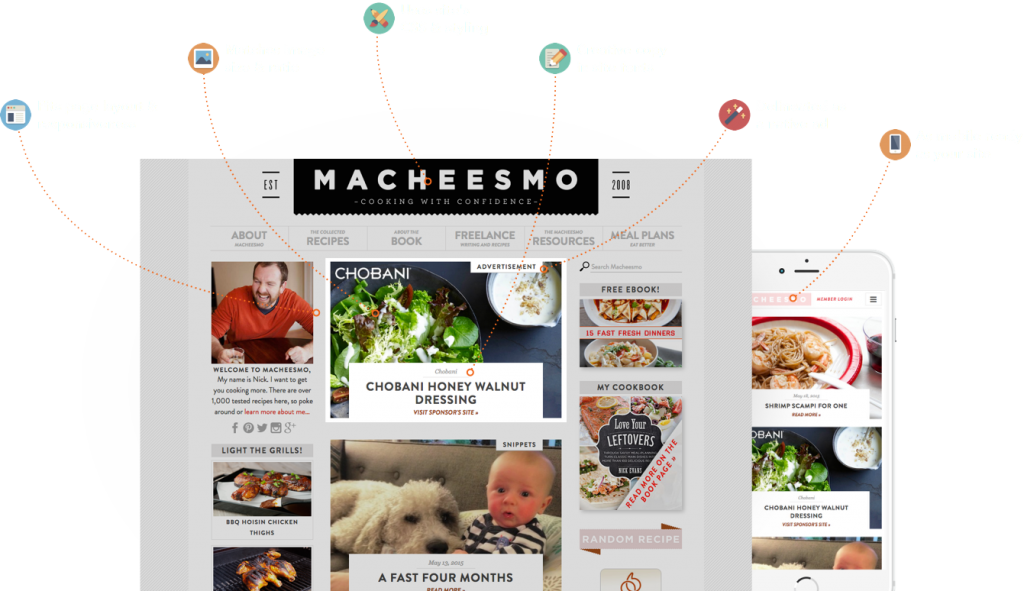 EST
MACHEESMO
2008
~COOKING WITH CONFIDENCE~
ABOUT
MACHEESMO
THE COLLECTED
RECIPES
ABOUT THE
BOOK
FREELANCE
WRITING AND RECIPES
THE MACHEESMO
RESOURCES
MEAL PLANS
EAT BETTER
WELCOME TO MACHEESMO,
My name is Nick. I want to get
you cooking more. There are over
1,000 tested recipes here, so poke
around or learn more about me...
LIGHT THE GRILLS!
BBQ HOISIN CHICKEN
THIGHS
CHOBANI
ADVERTISEMENT
Chobani
CHOBANI HONEY WALNUT
DRESSING
VISIT SPONSOR'S SITE »
SNIPPETS
May 13, 2015
A FAST FOUR MONTHS
READ MORE »
Search Macheesmo
FREE EBOOK!
15 FAST FRESH DINNERS
MY COOKBOOK
Love Your
LEFTOVERS
NICK EVANS
READ MORE ON THE
BOOK PAGE »
RANDOM RECIPE
CHEESMO
MEMBER LOGIN
May 18, 2015
SHRIMP SCAMPI FOR ONE
READ MORE »
CHOBANI
Chobani
CHOBANI HONEY WALNUT
DRESSING
VISIT SPONSOR'S SITE »